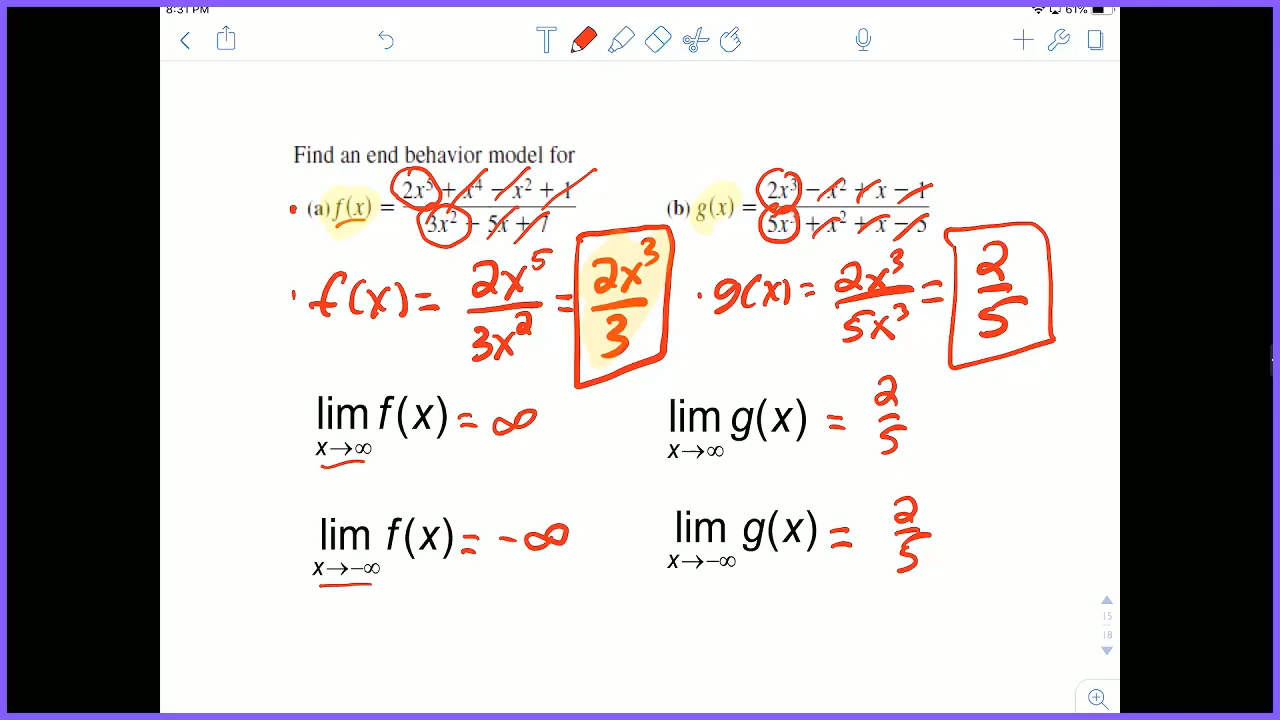 8:31 PM 61%
T
Find an end behavior model for
(a) f(x) = (2x⁵ + x⁴ − x² + 1)/(3x² − 5x + 7)
(b) g(x) = (2x³ − x² + x − 1)/(5x³ + x² + x − 5)
· f(x) = 2x⁵/3x² = 2x³/3
· g(x) = 2x³/5x³ = 2/5
lim x→∞ f(x) = ∞
lim x→∞ g(x) = 2/5
lim x→−∞ f(x) = -∞
lim x→−∞ g(x) = 2/5
15
18